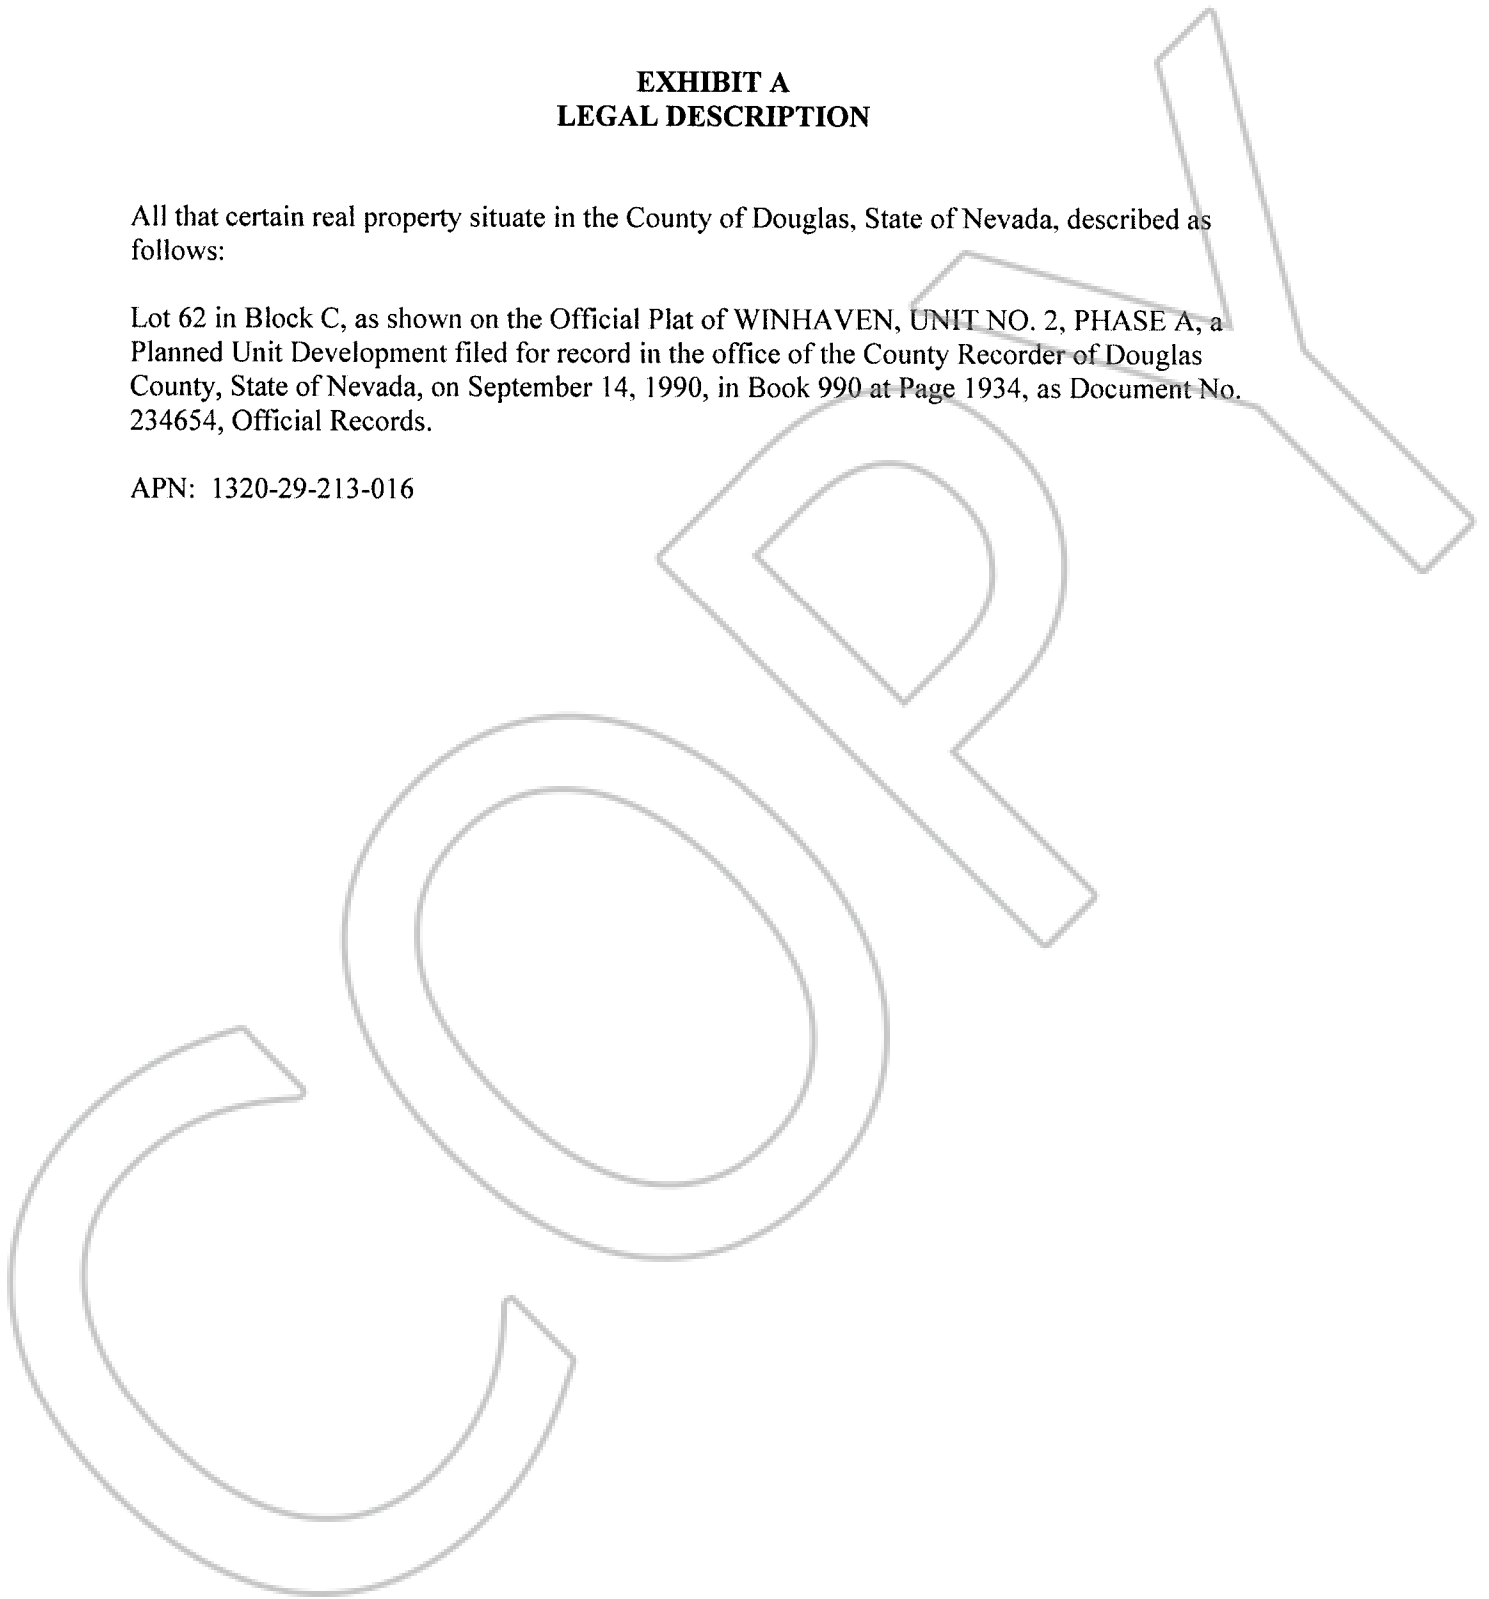 EXHIBIT A
LEGAL DESCRIPTION
All that certain real property situate in the County of Douglas, State of Nevada, described as
follows:
Lot 62 in Block C, as shown on the Official Plat of WINHAVEN, UNIT NO. 2, PHASE A, a
Planned Unit Development filed for record in the office of the County Recorder of Douglas
County, State of Nevada, on September 14, 1990, in Book 990 at Page 1934, as Document No.
234654, Official Records.
APN: 1320-29-213-016
COPY